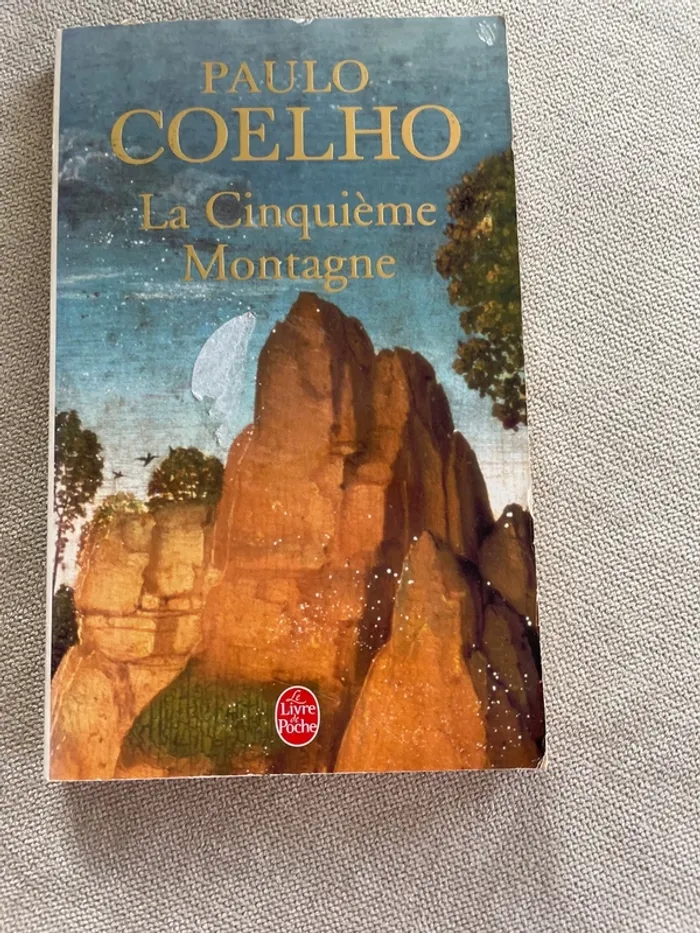 PAULO
COELHO
La Cinquième
Montagne
Le
Livre
de
Poche